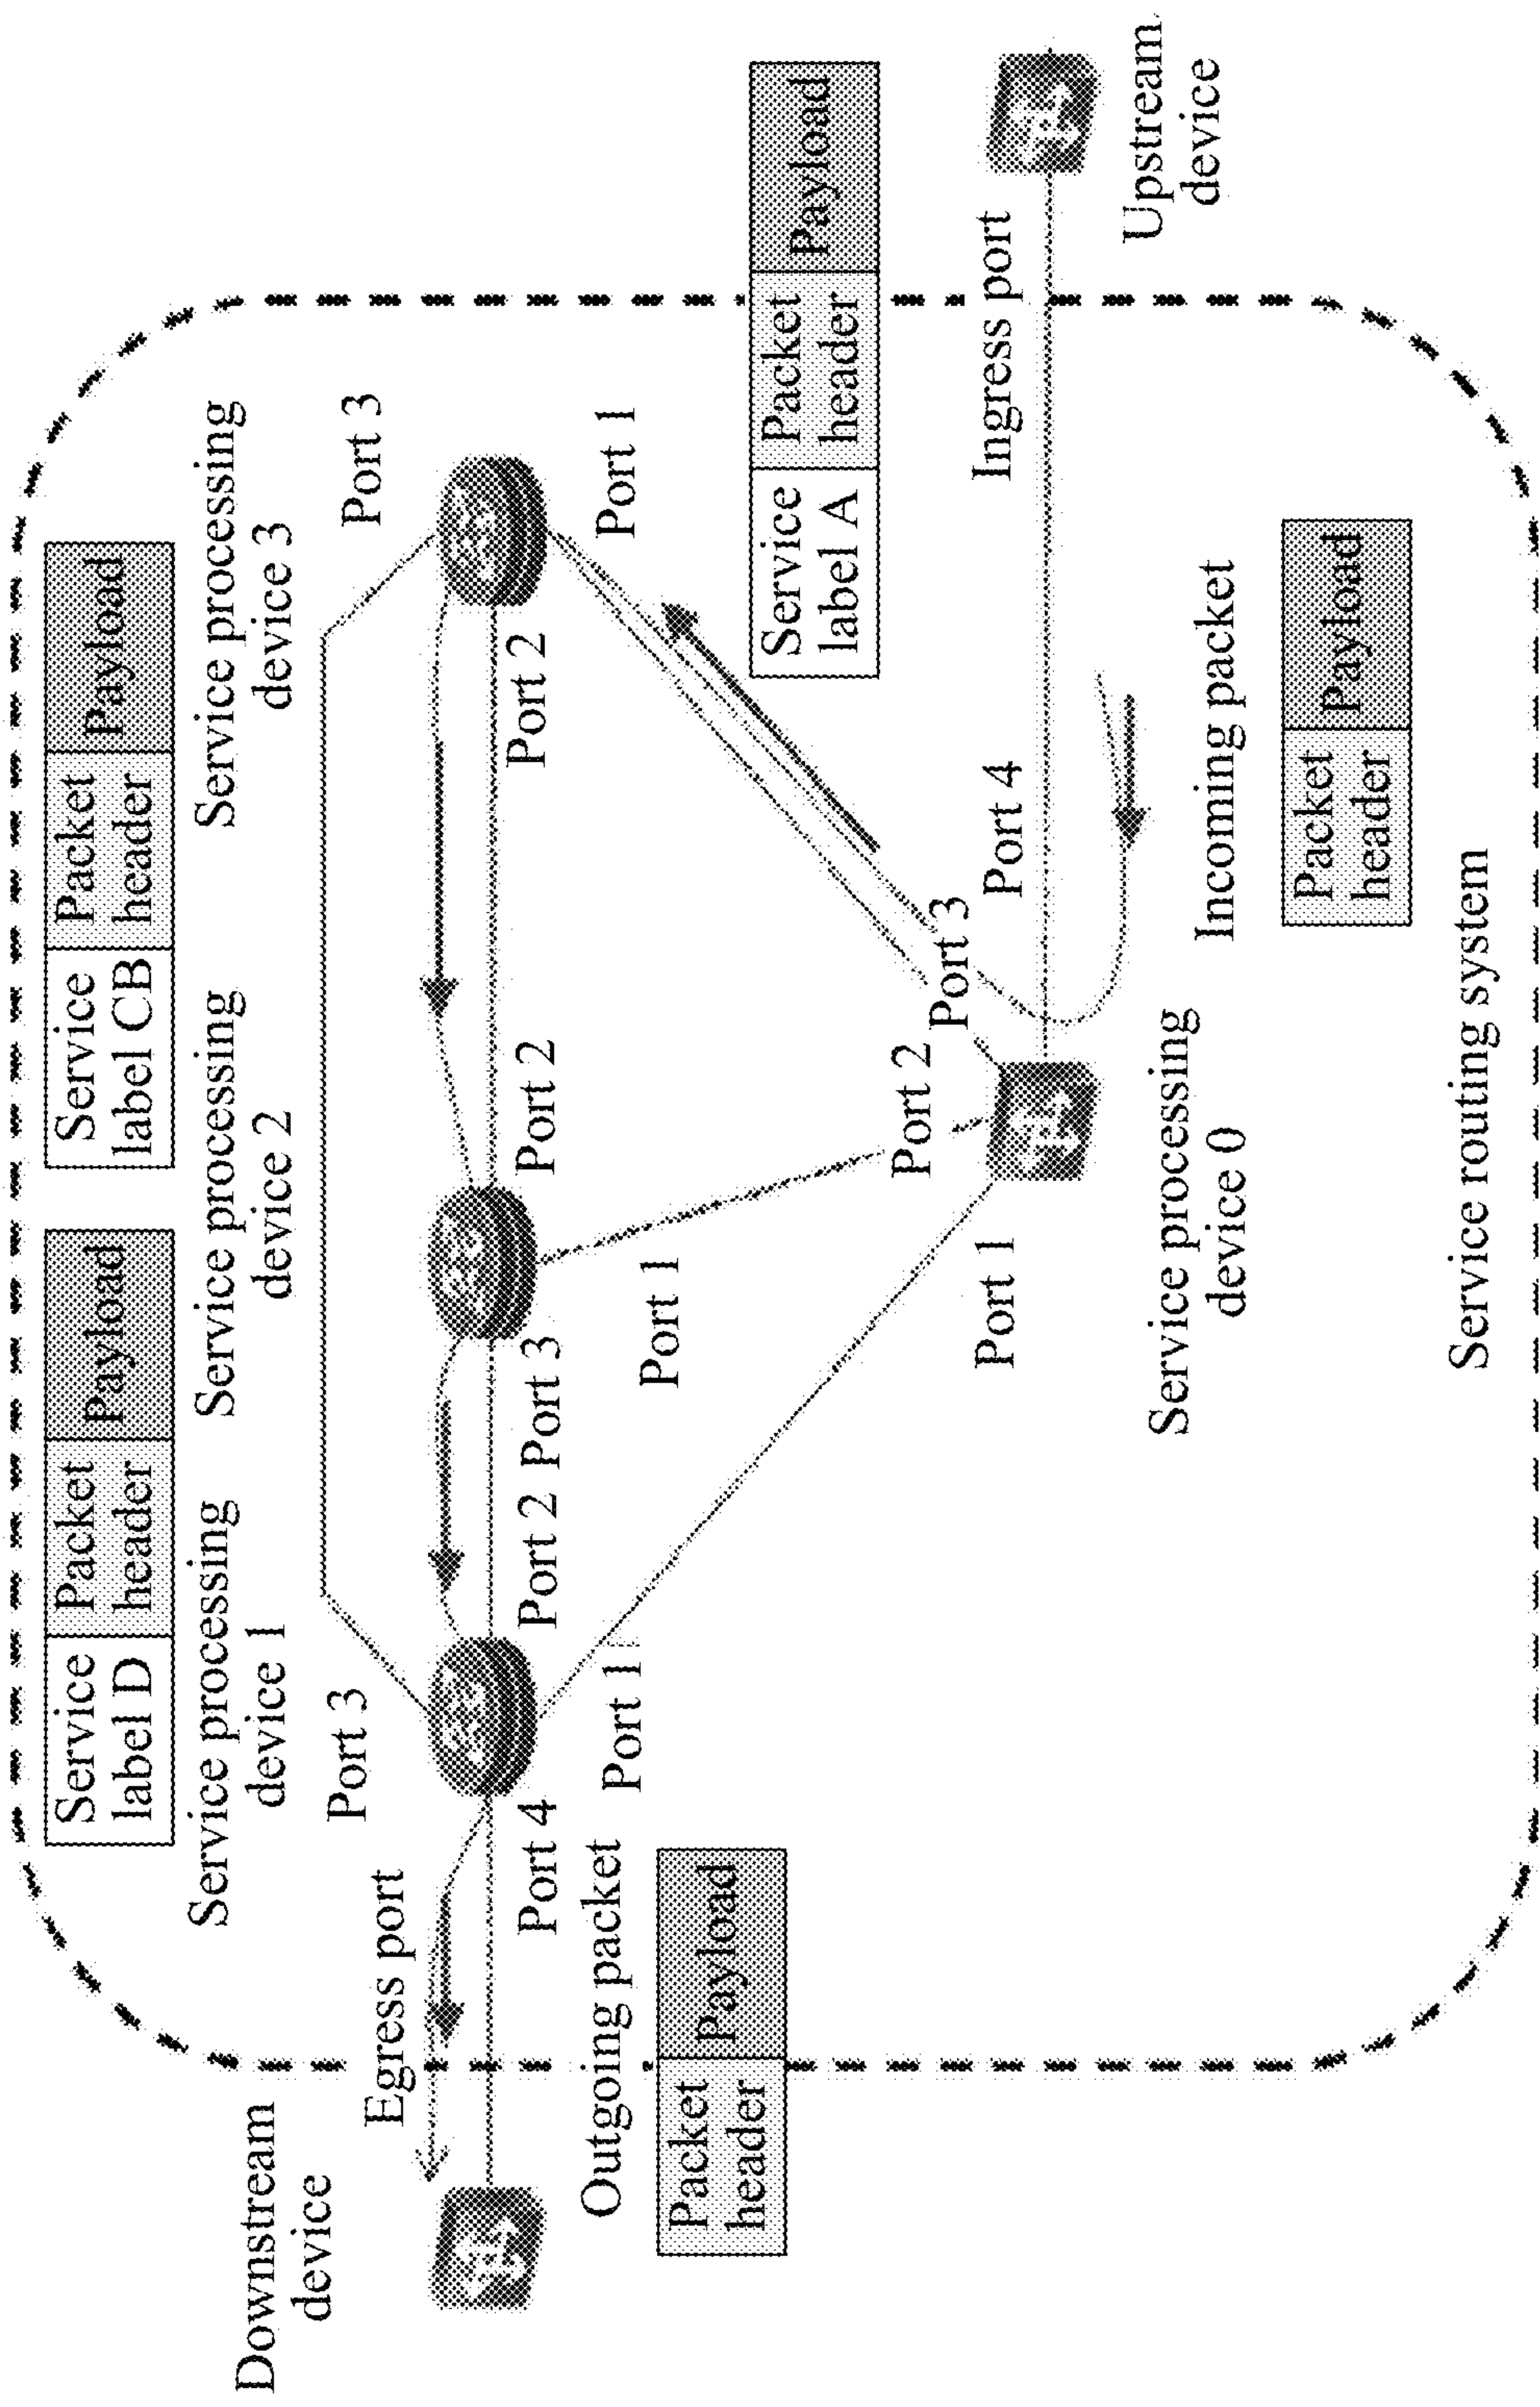 Downstream
device
Egress port
Service
label D
Packet
header
Payload
Service
label CB
Packet
header
Payload
Service processing
device 1
Service processing
device 2
Service processing
device 3
Port 3
Port 3
Port 4
Port 2
Port 3
Port 2
Port 2
Port 1
Port 1
Port 1
Outgoing packet
Packet
header
Payload
Service
label A
Packet
header
Payload
Port 1
Port 2
Port 3
Port 4
Ingress port
Upstream
device
Service processing
device 0
Incoming packet
Packet
header
Payload
Service routing system